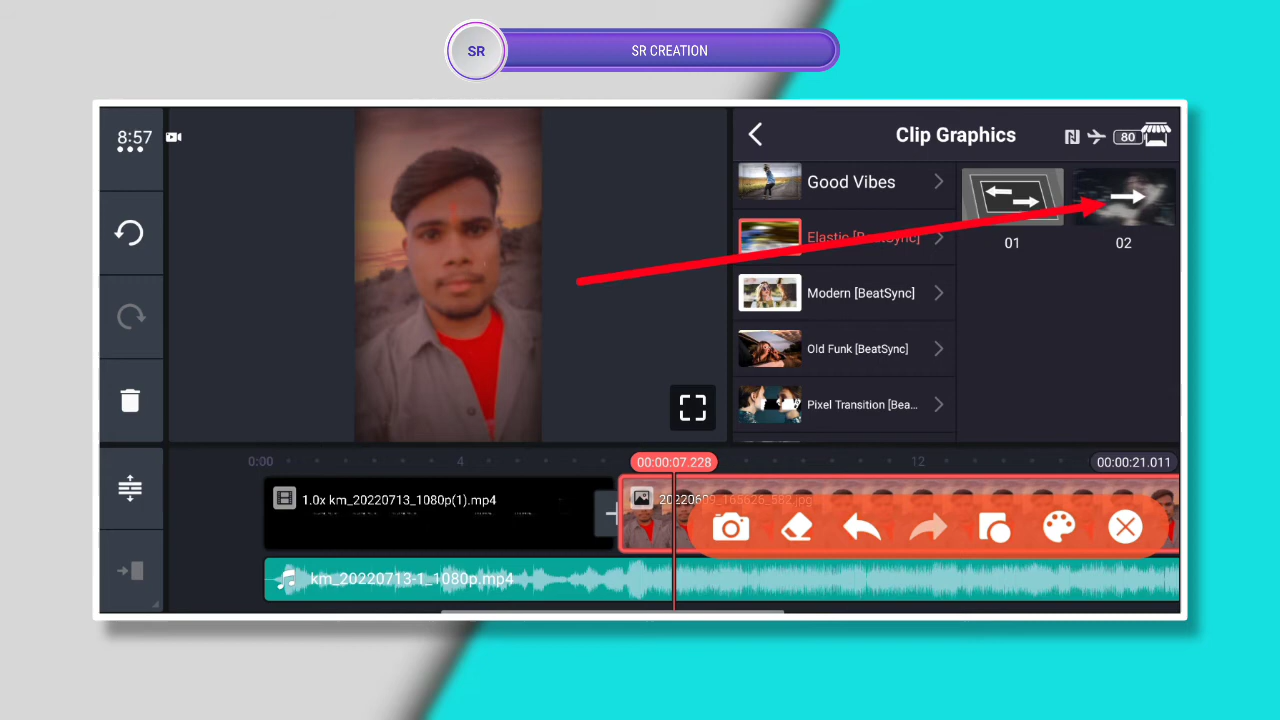 SR
SR CREATION
8:57
Clip Graphics
80
Good Vibes
Elastic [BeatSync]
01
02
Modern [BeatSync]
Old Funk [BeatSync]
Pixel Transition [Bea...
0:00
4
00:00:07.228
12
00:00:21.011
1.0x km_20220713_1080p(1).mp4
20220609_165626_582.jpg
km_20220713-1_1080p.mp4